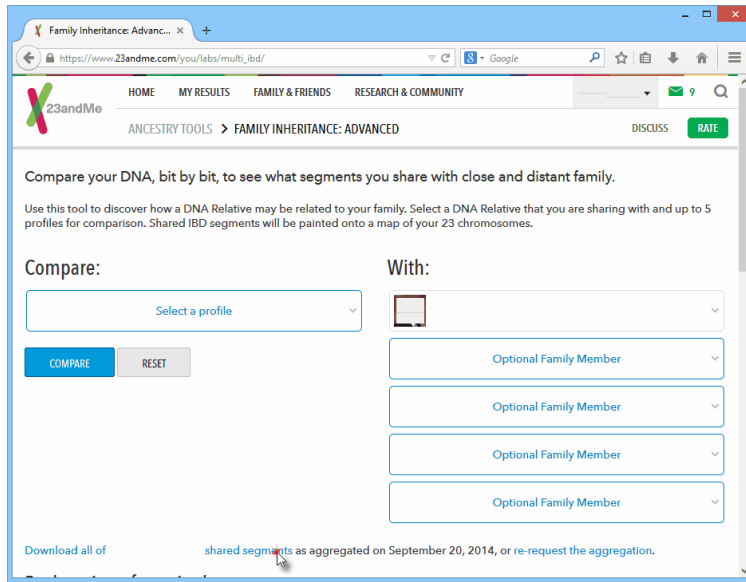 Family Inheritance: Advanc... × +
https://www.23andme.com/you/labs/multi_ibd/ Google
23andMe
HOME MY RESULTS FAMILY & FRIENDS RESEARCH & COMMUNITY 9
ANCESTRY TOOLS > FAMILY INHERITANCE: ADVANCED DISCUSS RATE
Compare your DNA, bit by bit, to see what segments you share with close and distant family.
Use this tool to discover how a DNA Relative may be related to your family. Select a DNA Relative that you are sharing with and up to 5
profiles for comparison. Shared IBD segments will be painted onto a map of your 23 chromosomes.
Compare:
Select a profile
COMPARE RESET
With:
Optional Family Member
Optional Family Member
Optional Family Member
Optional Family Member
Download all of shared segments as aggregated on September 20, 2014, or re-request the aggregation.